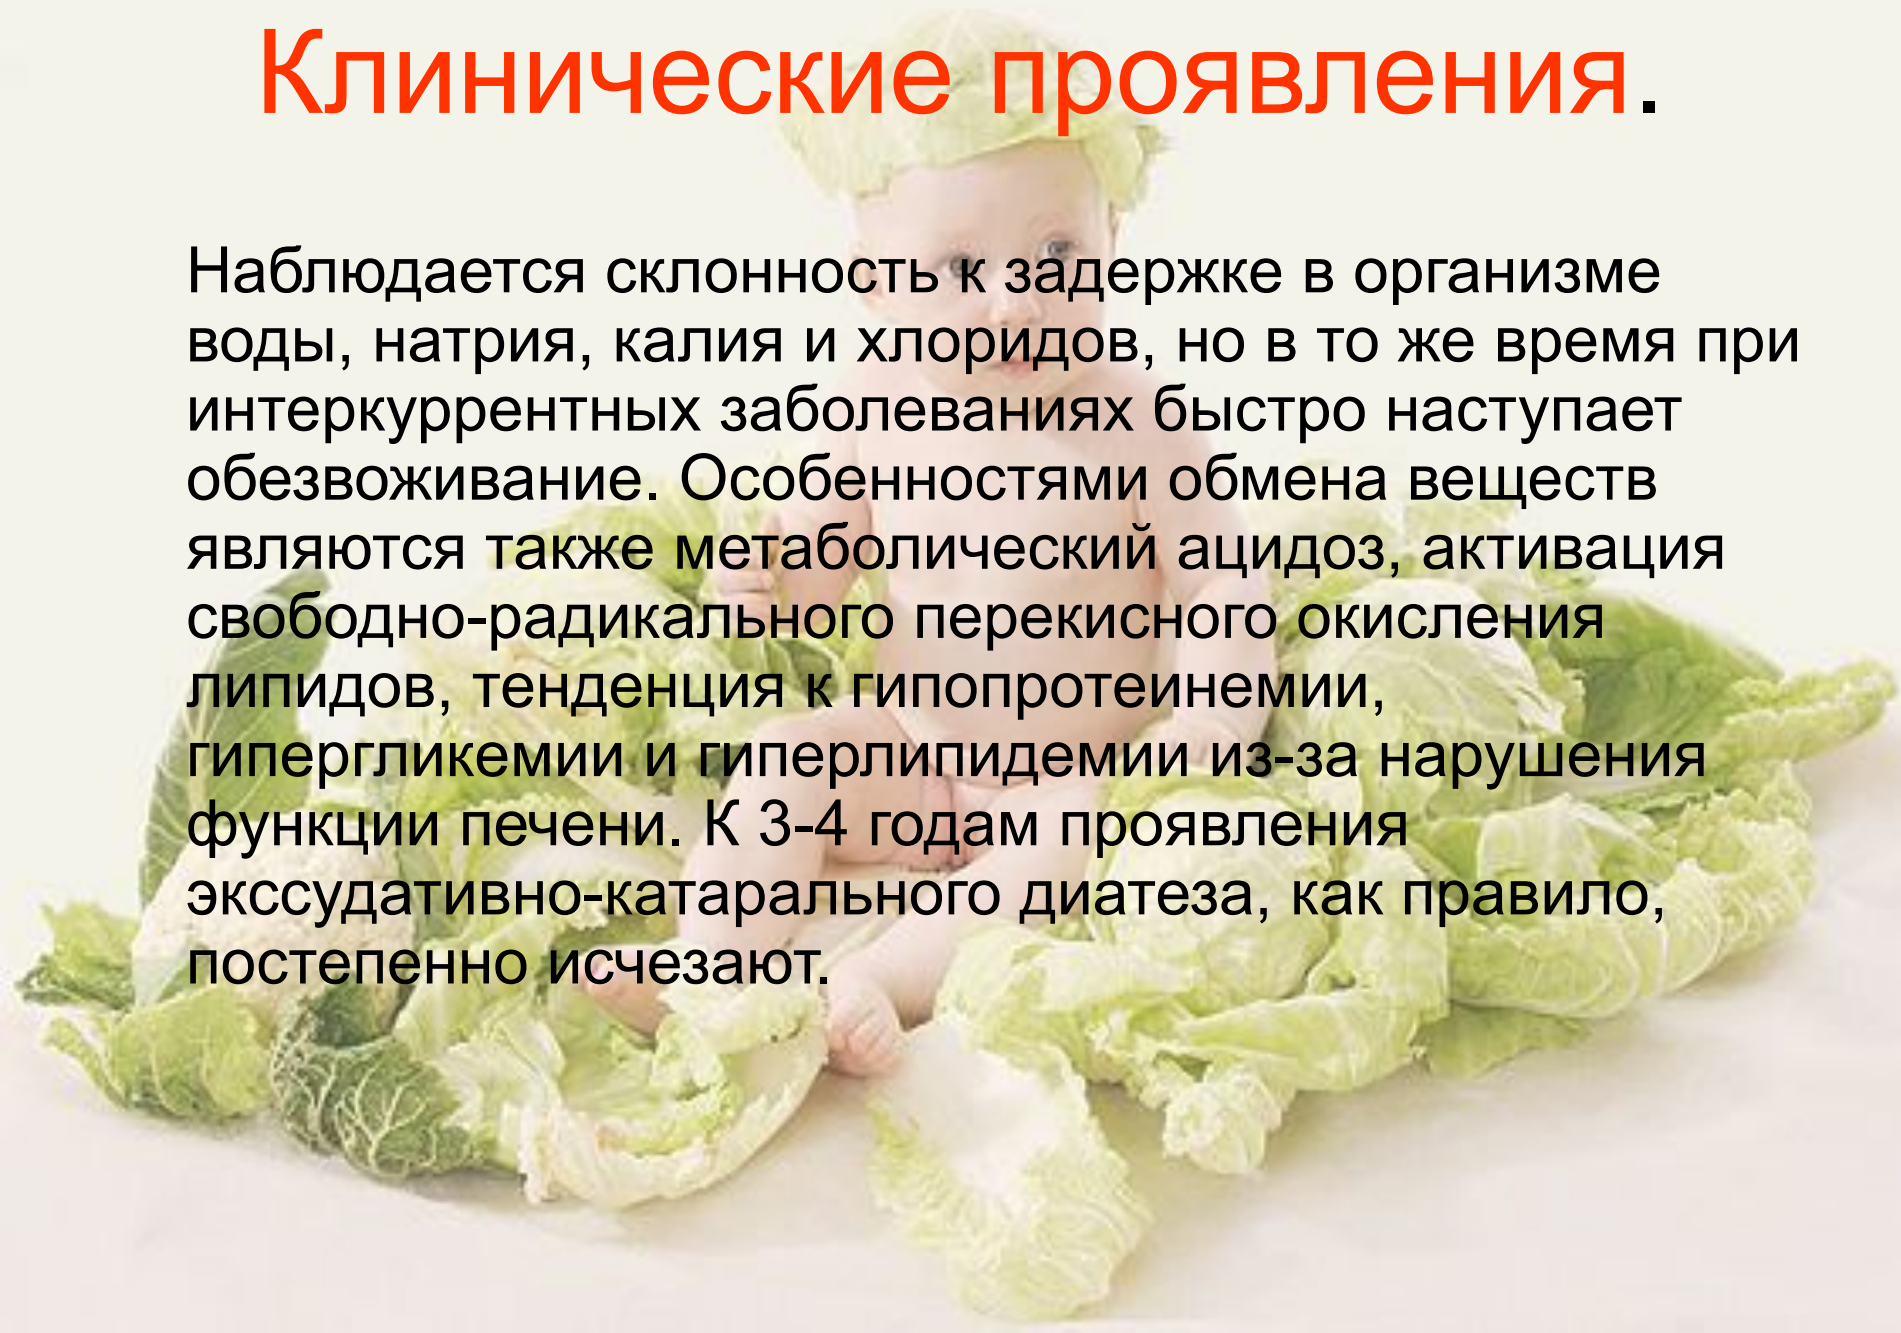 Клинические проявления.
Наблюдается склонность к задержке в организме
воды, натрия, калия и хлоридов, но в то же время при
интеркуррентных заболеваниях быстро наступает
обезвоживание. Особенностями обмена веществ
являются также метаболический ацидоз, активация
свободно-радикального перекисного окисления
липидов, тенденция к гипопротеинемии,
гипергликемии и гиперлипидемии из-за нарушения
функции печени. К 3-4 годам проявления
экссудативно-катарального диатеза, как правило,
постепенно исчезают.